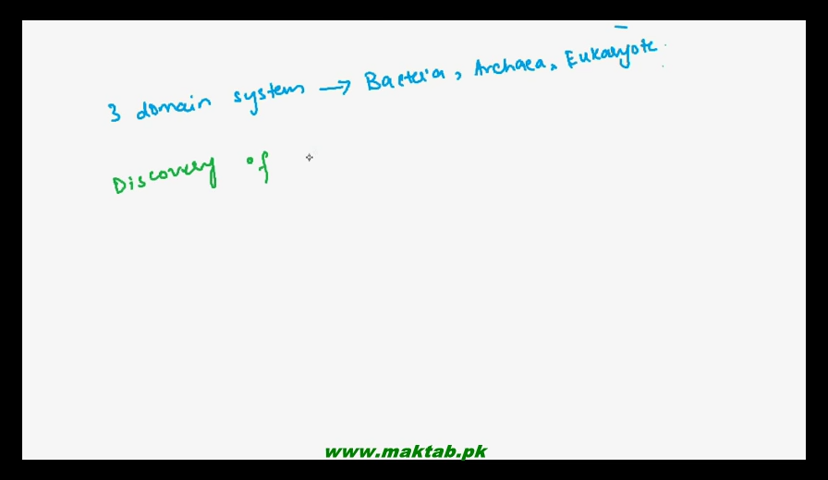 3 domain system → Bacteria, Archaea, Eukaryote.
Discovery of
www.maktab.pk